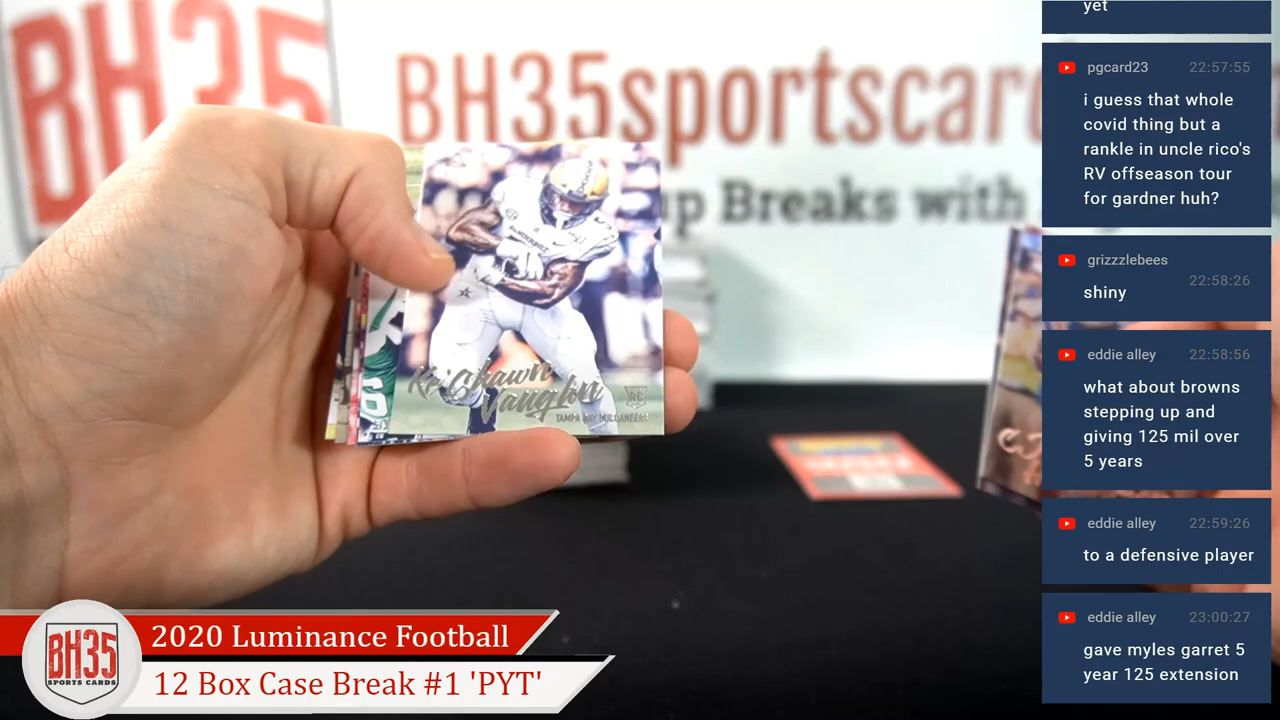 BH35
BH35sportscar
up Breaks with
VANDERBILT
Ke'Shawn
Vaughn
RC
TAMPA BAY BUCCANEERS
yet
pgcard23 22:57:55
i guess that whole
covid thing but a
rankle in uncle rico's
RV offseason tour
for gardner huh?
grizzzlebees
22:58:26
shiny
eddie alley 22:58:56
what about browns
stepping up and
giving 125 mil over
5 years
eddie alley 22:59:26
to a defensive player
eddie alley 23:00:27
gave myles garret 5
year 125 extension
BH35
SPORTS CARDS
2020 Luminance Football
12 Box Case Break #1 'PYT'